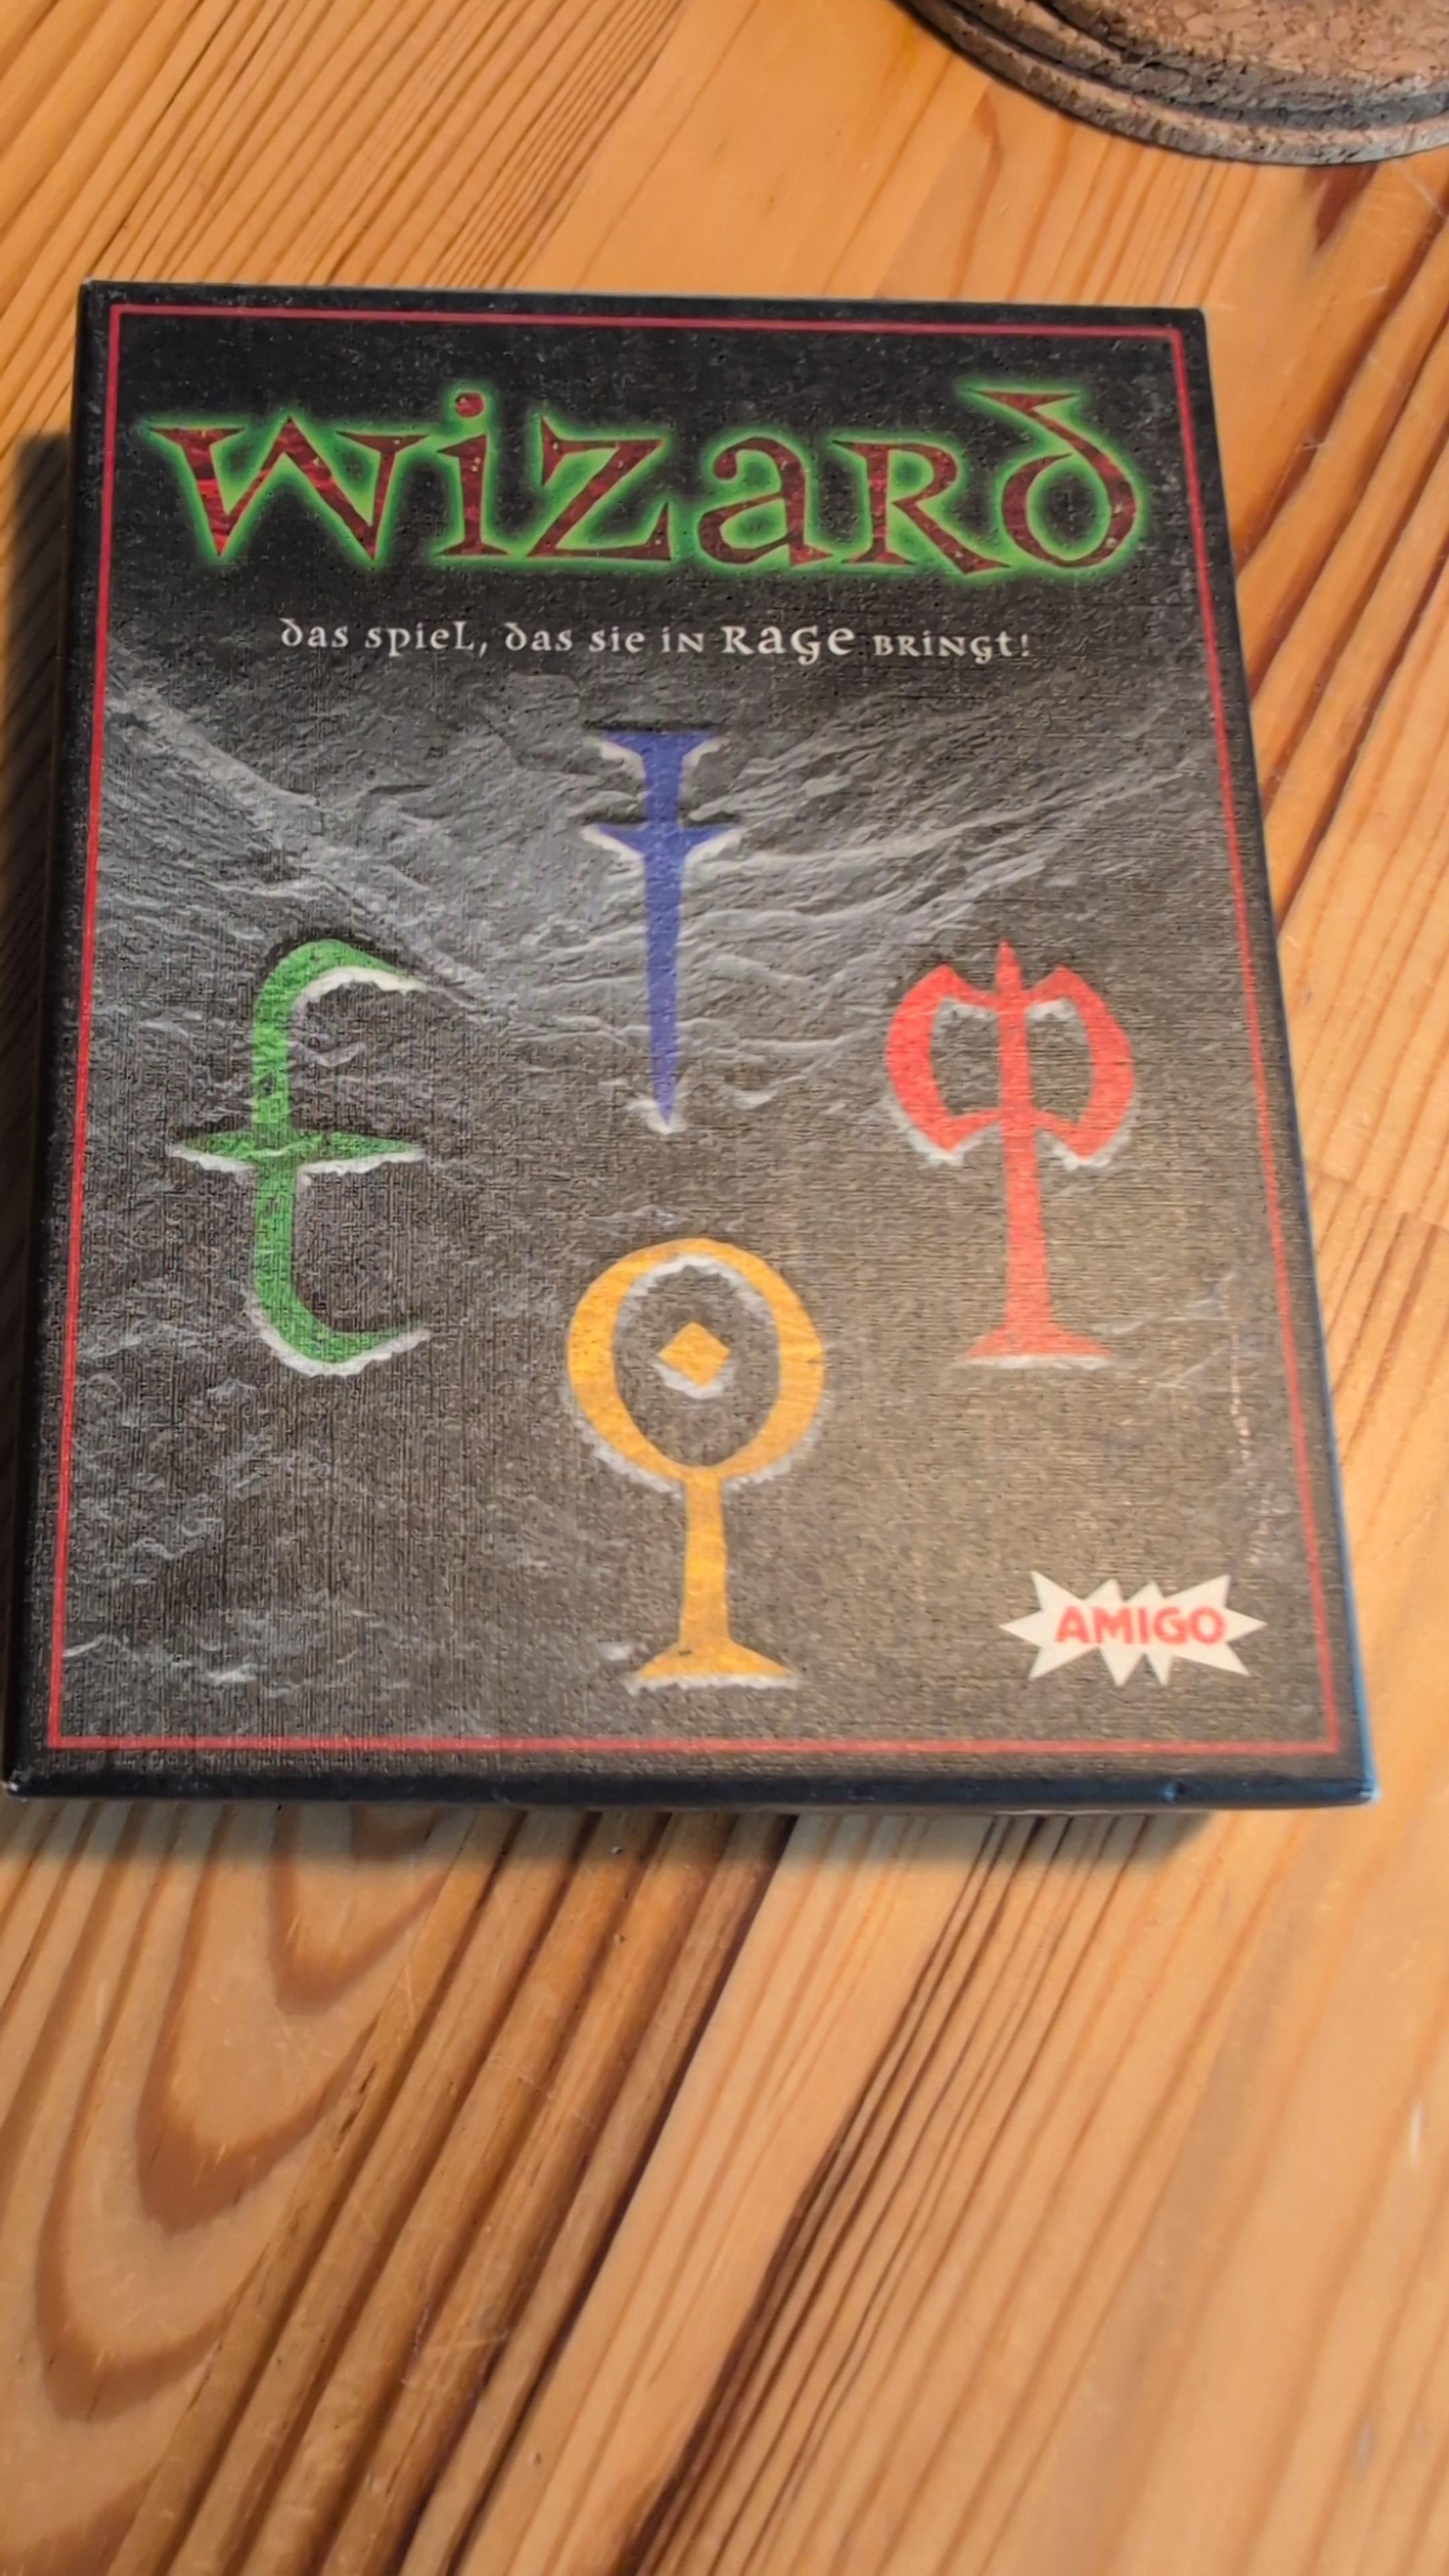 Wizard
das spiel, das sie in Rage bringt!
AMIGO